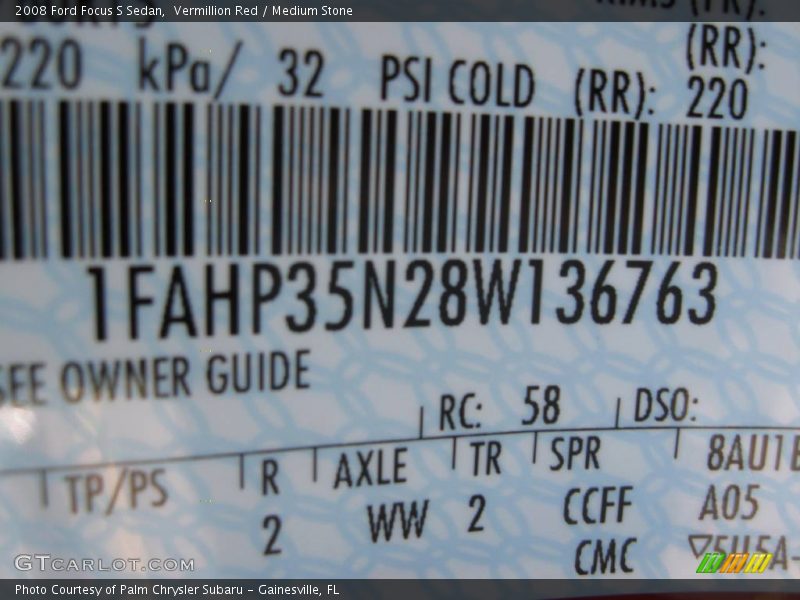 2008 Ford Focus S Sedan, Vermillion Red / Medium Stone
(RR):
220 kPa/ 32 PSI COLD (RR): 220
1FAHP35N28W136763
SEE OWNER GUIDE
RC: 58 DSO:
TP/PS R AXLE TR SPR 8AU1
2 WW 2 CCFF A05
CMC
GTCARLOT.COM
Photo Courtesy of Palm Chrysler Subaru - Gainesville, FL